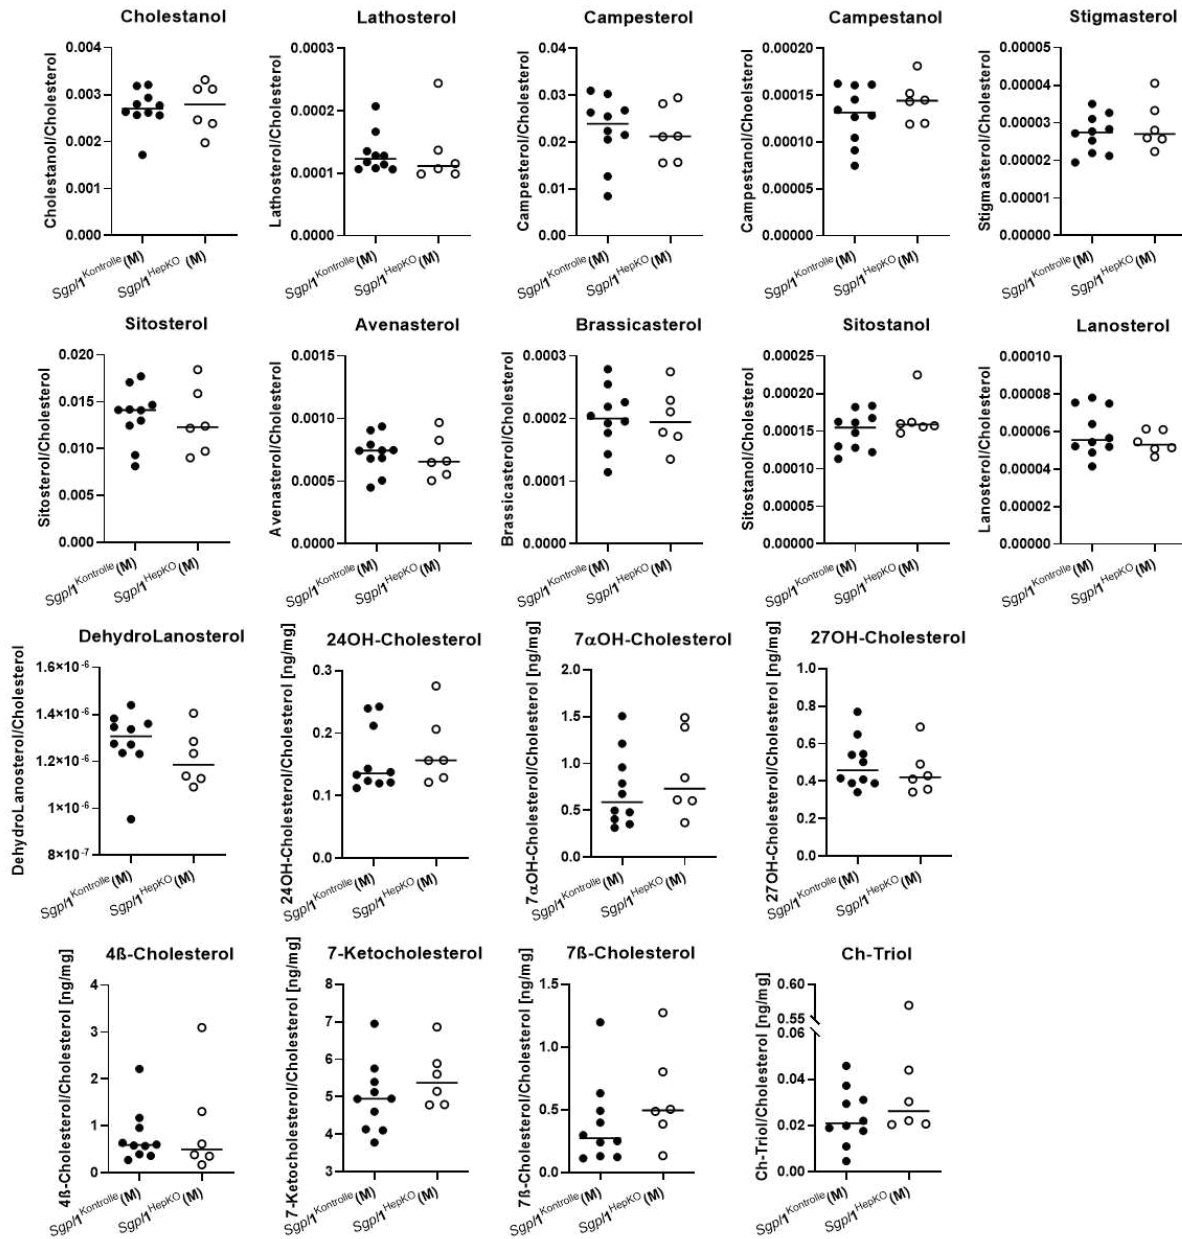 Cholestanol
Cholestanol/Cholesterol
0.004
0.003
0.002
0.001
0.000
Sgpl1Kontrolle(M)
Sgpl1HepKO (M)
Lathosterol
Lathosterol/Cholesterol
0.0003
0.0002
0.0001
0.0000
Sgpl1Kontrolle(M)
Sgpl1HepKO (M)
Campesterol
Campesterol/Cholesterol
0.04
0.03
0.02
0.01
0.00
Sgpl1Kontrolle(M)
Sgpl1HepKO (M)
Campestanol
Campestanol/Choelsterol
0.00020
0.00015
0.00010
0.00005
0.00000
Sgpl1Kontrolle(M)
Sgpl1HepKO (M)
Stigmasterol
Stigmasterol/Cholesterol
0.00005
0.00004
0.00003
0.00002
0.00001
0.00000
Sgpl1Kontrolle(M)
Sgpl1HepKO (M)
Sitosterol
Sitosterol/Cholesterol
0.020
0.015
0.010
0.005
0.000
Sgpl1Kontrolle(M)
Sgpl1HepKO (M)
Avenasterol
Avenasterol/Cholesterol
0.0015
0.0010
0.0005
0.0000
Sgpl1Kontrolle(M)
Sgpl1HepKO (M)
Brassicasterol
Brassicasterol/Cholesterol
0.0003
0.0002
0.0001
0.0000
Sgpl1Kontrolle(M)
Sgpl1HepKO (M)
Sitostanol
Sitostanol/Cholesterol
0.00025
0.00020
0.00015
0.00010
0.00005
0.00000
Sgpl1Kontrolle(M)
Sgpl1HepKO (M)
Lanosterol
Lanosterol/Cholesterol
0.00010
0.00008
0.00006
0.00004
0.00002
0.00000
Sgpl1Kontrolle(M)
Sgpl1HepKO (M)
DehydroLanosterol
DehydroLanosterol/Cholesterol
1.6×10-6
1.4×10-6
1.2×10-6
1×10-6
8×10-7
Sgpl1Kontrolle(M)
Sgpl1HepKO (M)
24OH-Cholesterol
24OH-Cholesterol/Cholesterol [ng/mg]
0.3
0.2
0.1
0.0
Sgpl1Kontrolle(M)
Sgpl1HepKO (M)
7αOH-Cholesterol
7αOH-Cholesterol/Cholesterol [ng/mg]
2.0
1.5
1.0
0.5
0.0
Sgpl1Kontrolle(M)
Sgpl1HepKO (M)
27OH-Cholesterol
27OH-Cholesterol/Cholesterol [ng/mg]
1.0
0.8
0.6
0.4
0.2
0.0
Sgpl1Kontrolle(M)
Sgpl1HepKO (M)
4ß-Cholesterol
4ß-Cholesterol/Cholesterol [ng/mg]
4
3
2
1
0
Sgpl1Kontrolle(M)
Sgpl1HepKO (M)
7-Ketocholesterol
7-Ketocholesterol/Cholesterol [ng/mg]
8
7
6
5
4
3
Sgpl1Kontrolle(M)
Sgpl1HepKO (M)
7ß-Cholesterol
7ß-Cholesterol/Cholesterol [ng/mg]
1.5
1.0
0.5
0.0
Sgpl1Kontrolle(M)
Sgpl1HepKO (M)
Ch-Triol
Ch-Triol/Cholesterol [ng/mg]
0.60
0.55
0.06
0.04
0.02
0.00
Sgpl1Kontrolle(M)
Sgpl1HepKO (M)